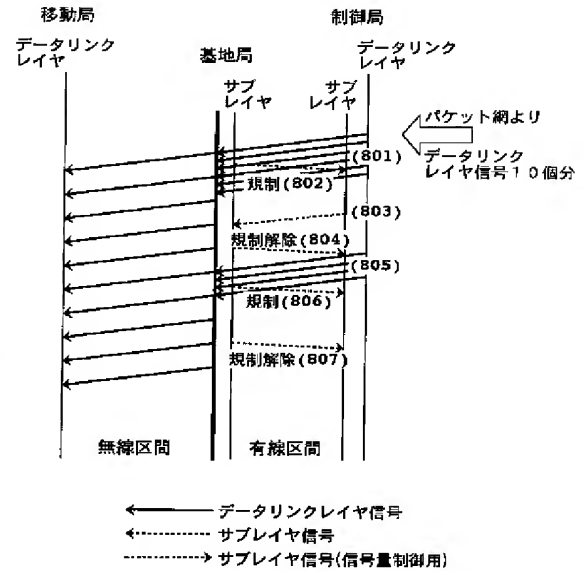 移動局
制御局
データリンク
レイヤ
基地局
データリンク
レイヤ
サブ
レイヤ
サブ
レイヤ
パケット網より
(801)
データリンク
レイヤ信号10個分
規制(802)
(803)
規制解除(804)
(805)
規制(806)
規制解除(807)
無線区間
有線区間
データリンクレイヤ信号
サブレイヤ信号
サブレイヤ信号(信号量制御用)